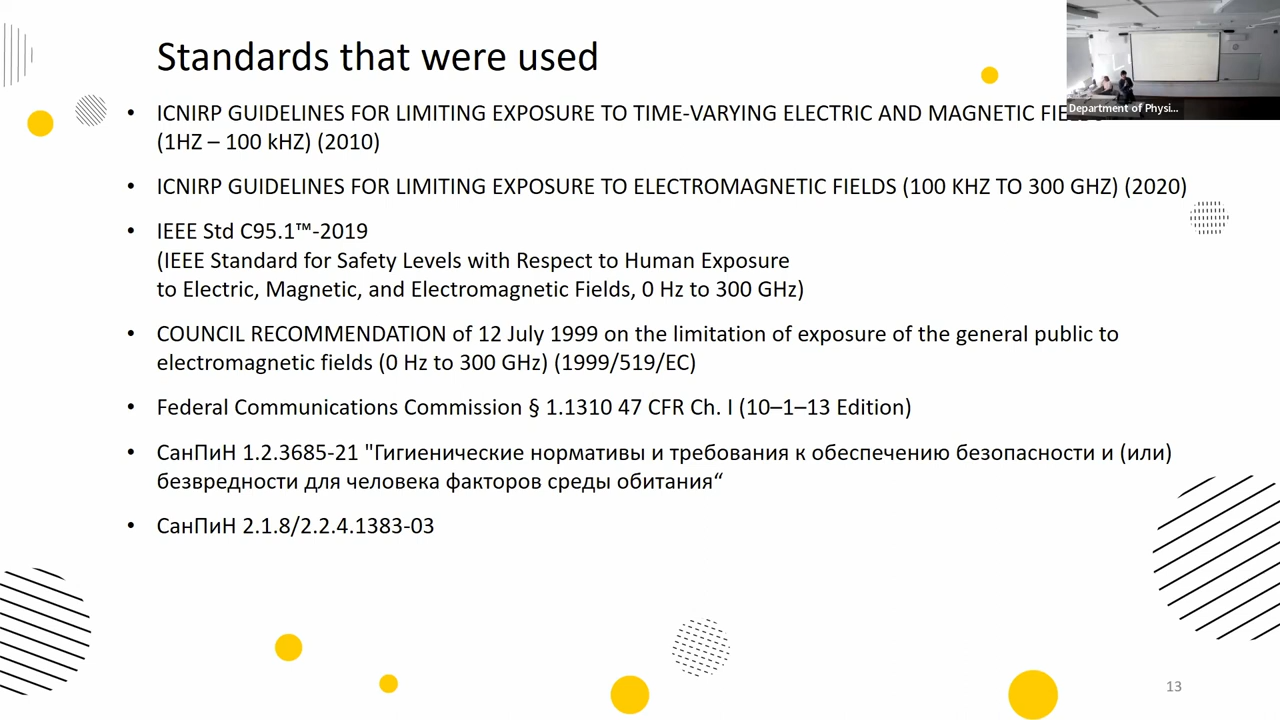 Standards that were used
• ICNIRP GUIDELINES FOR LIMITING EXPOSURE TO TIME-VARYING ELECTRIC AND MAGNETIC FIELDS
(1HZ – 100 kHZ) (2010)
• ICNIRP GUIDELINES FOR LIMITING EXPOSURE TO ELECTROMAGNETIC FIELDS (100 KHZ TO 300 GHZ) (2020)
• IEEE Std C95.1™-2019
(IEEE Standard for Safety Levels with Respect to Human Exposure
to Electric, Magnetic, and Electromagnetic Fields, 0 Hz to 300 GHz)
• COUNCIL RECOMMENDATION of 12 July 1999 on the limitation of exposure of the general public to
electromagnetic fields (0 Hz to 300 GHz) (1999/519/EC)
• Federal Communications Commission § 1.1310 47 CFR Ch. I (10–1–13 Edition)
• СанПиН 1.2.3685-21 "Гигиенические нормативы и требования к обеспечению безопасности и (или)
безвредности для человека факторов среды обитания“
• СанПиН 2.1.8/2.2.4.1383-03
Department of Physi...
13